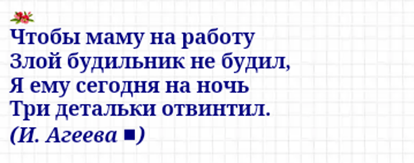 Чтобы маму на работу
Злой будильник не будил,
Я ему сегодня на ночь
Три детальки отвинтил.
(И. Агеева ■)